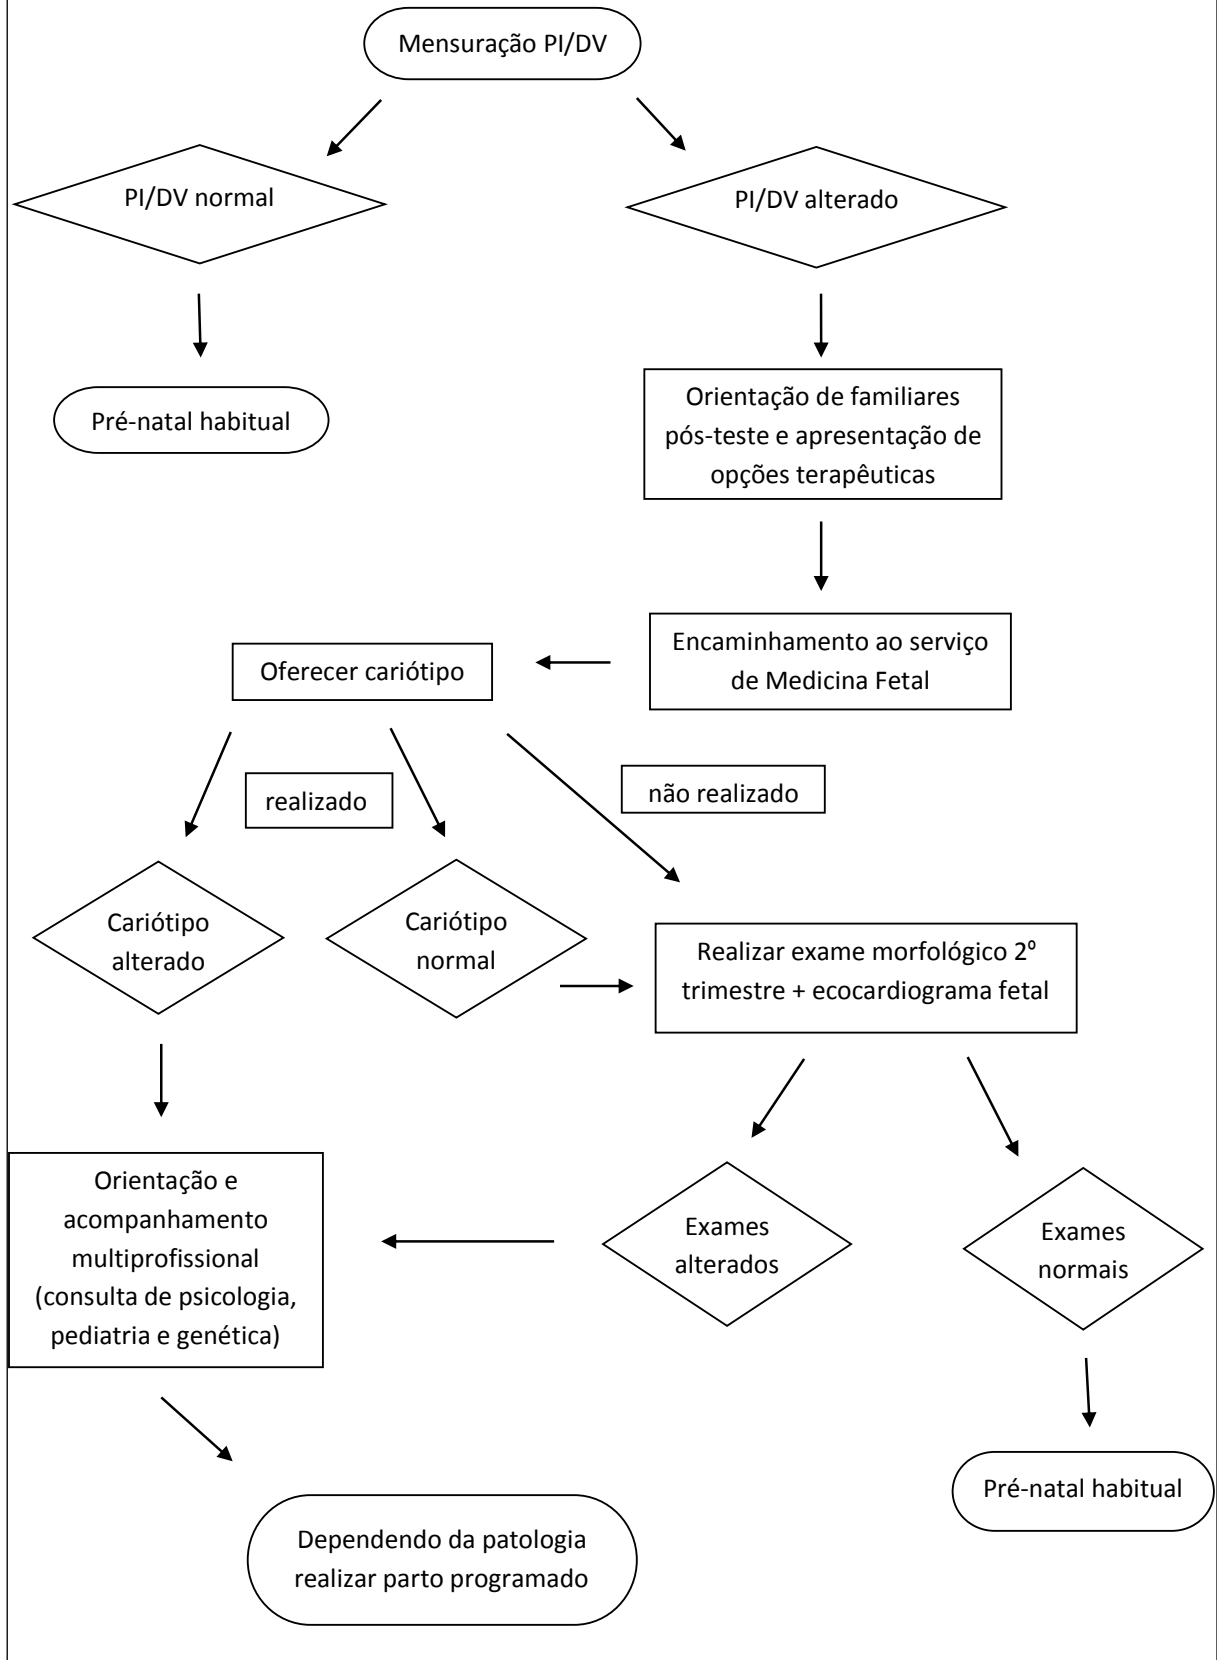 Mensuração PI/DV
PI/DV normal
PI/DV alterado
Pré-natal habitual
Orientação de familiares
pós-teste e apresentação de
opções terapêuticas
Encaminhamento ao serviço
de Medicina Fetal
Oferecer cariótipo
realizado
não realizado
Cariótipo
alterado
Cariótipo
normal
Realizar exame morfológico 2º
trimestre + ecocardiograma fetal
Orientação e
acompanhamento
multiprofissional
(consulta de psicologia,
pediatria e genética)
Exames
alterados
Exames
normais
Pré-natal habitual
Dependendo da patologia
realizar parto programado